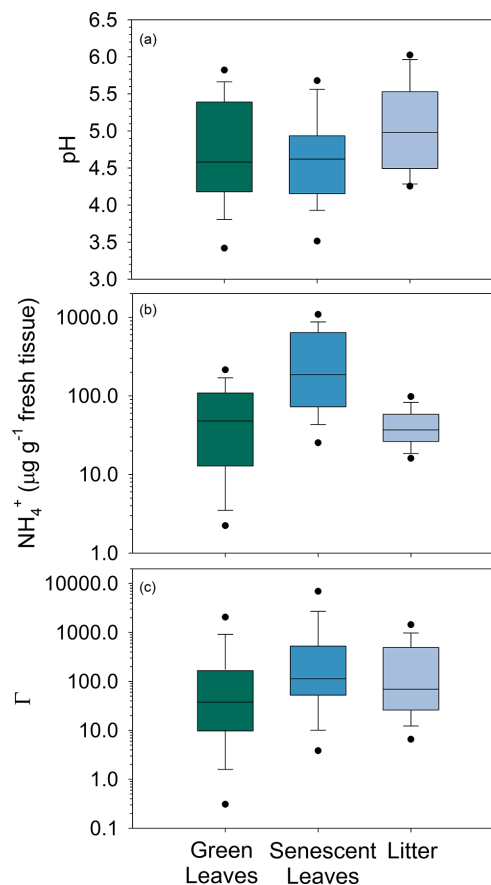 (a)
6.5
6.0
5.5
5.0
4.5
4.0
3.5
3.0
pH
(b)
1000.0
100.0
10.0
1.0
NH₄⁺ (µg g⁻¹ fresh tissue)
(c)
10000.0
1000.0
100.0
10.0
1.0
0.1
Γ
Green Leaves
Senescent Leaves
Litter